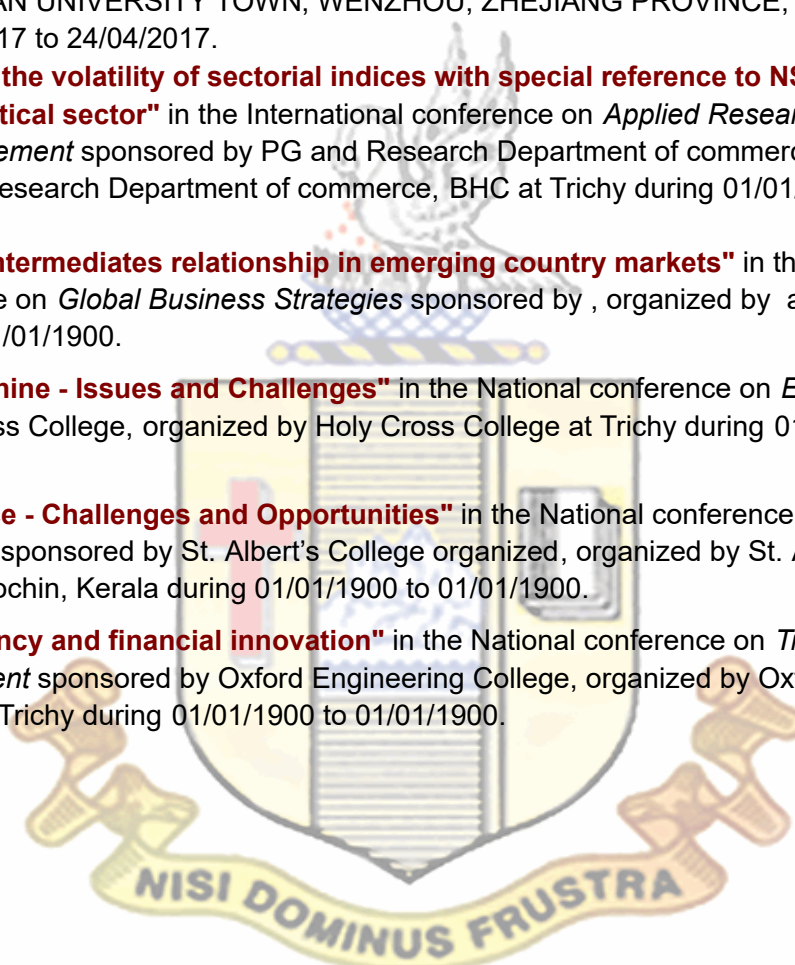 AN UNIVERSITY TOWN, WENZHOU, ZHEJIANG PROVINCE,
17 to 24/04/2017.
the volatility of sectorial indices with special reference to NS
tical sector" in the International conference on Applied Resear
ement sponsored by PG and Research Department of commerc
esearch Department of commerce, BHC at Trichy during 01/01
ntermediates relationship in emerging country markets" in th
e on Global Business Strategies sponsored by , organized by a
/01/1900.
hine - Issues and Challenges" in the National conference on E
ss College, organized by Holy Cross College at Trichy during 01
e - Challenges and Opportunities" in the National conference
sponsored by St. Albert's College organized, organized by St. A
ochin, Kerala during 01/01/1900 to 01/01/1900.
ncy and financial innovation" in the National conference on Tr
ent sponsored by Oxford Engineering College, organized by Oxf
Trichy during 01/01/1900 to 01/01/1900.
NISI DOMINUS FRUSTRA